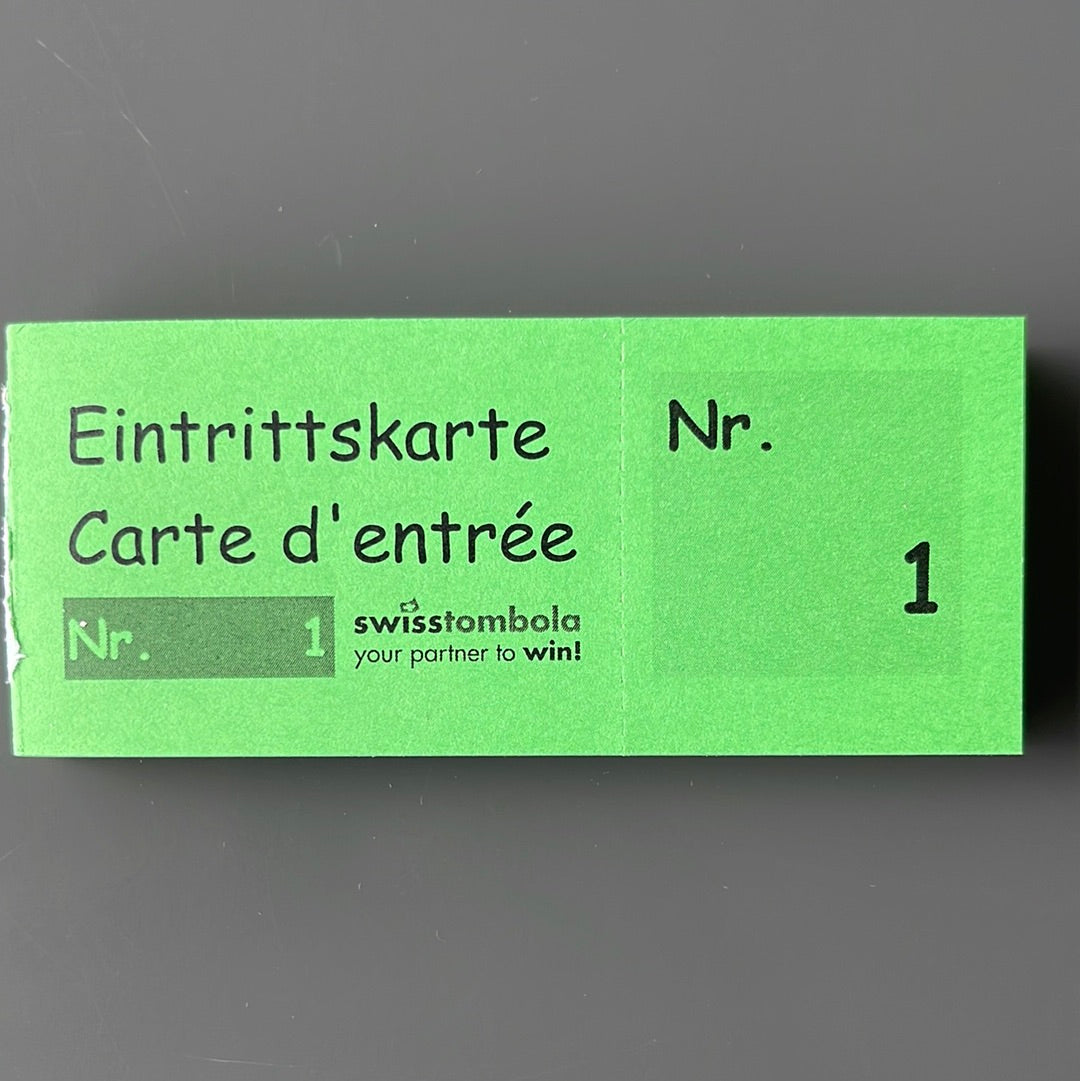 Eintrittskarte
Carte d'entrée
Nr. 1
swisstombola
your partner to win!
Nr.
1